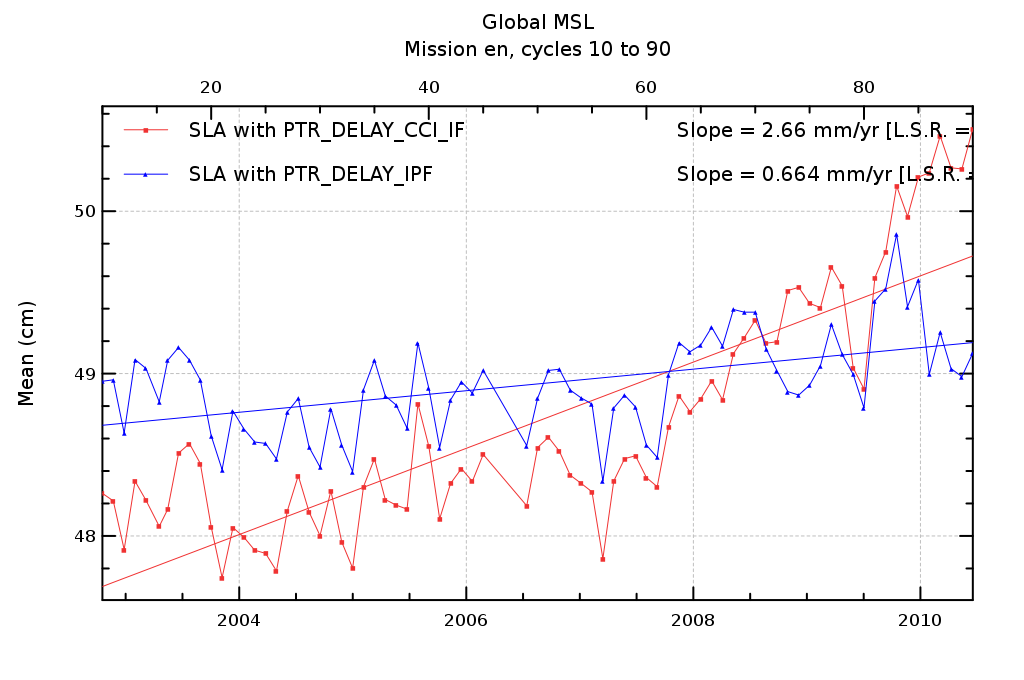 Global MSL
Mission en, cycles 10 to 90
20 40 60 80
SLA with PTR_DELAY_CCI_IF Slope = 2.66 mm/yr [L.S.R. =
SLA with PTR_DELAY_IPF Slope = 0.664 mm/yr [L.S.R. =
50
49
48
Mean (cm)
2004 2006 2008 2010